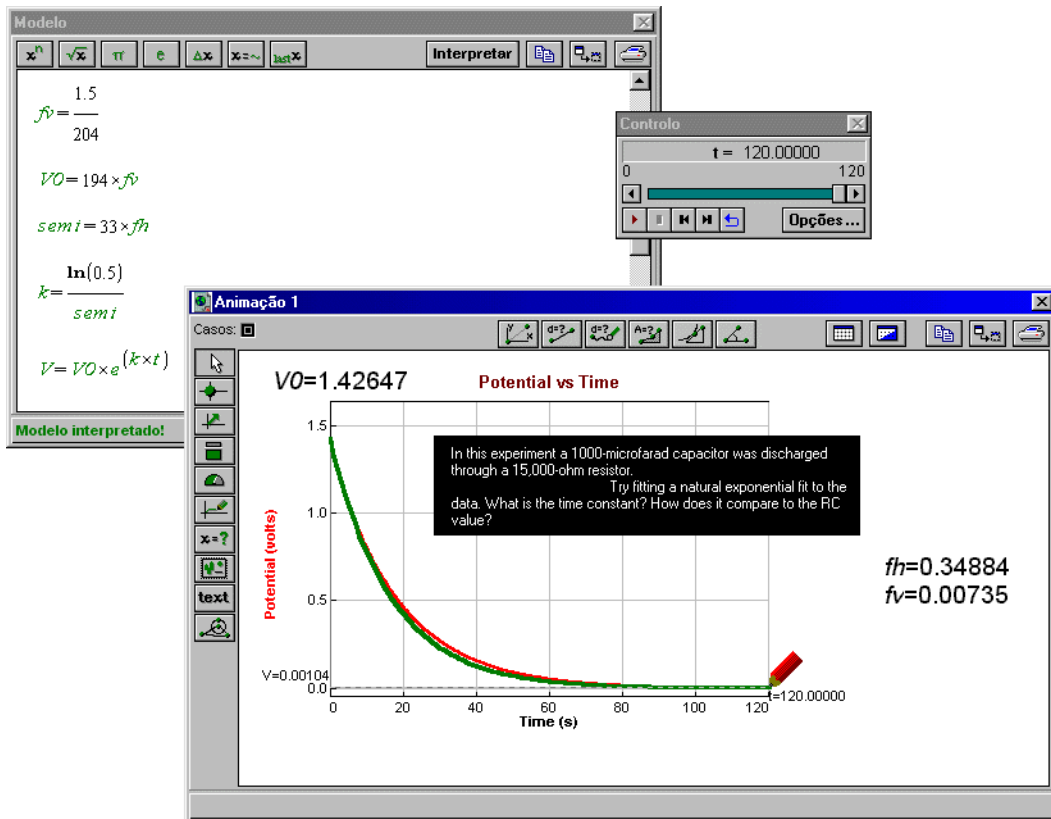 Modelo
xⁿ √x π e Δx x=~ last x Interpretar
fv = 1.5
204
V0 = 194 × fv
semi = 33 × fh
k = ln(0.5)
semi
V = V0 × e^(k×t)
Modelo interpretado!
Controlo
t = 120.00000
0 120
Opções...
Animação 1
Casos:
y x d=? d=? A=?
x=?
text
V0=1.42647
Potential vs Time
1.5
1.0
0.5
0.0
Potential (volts)
In this experiment a 1000-microfarad capacitor was discharged
through a 15,000-ohm resistor.
Try fitting a natural exponential fit to the
data. What is the time constant? How does it compare to the RC
value?
fh=0.34884
fv=0.00735
V=0.00104
t=120.00000
0 20 40 60 80 100 120
Time (s)